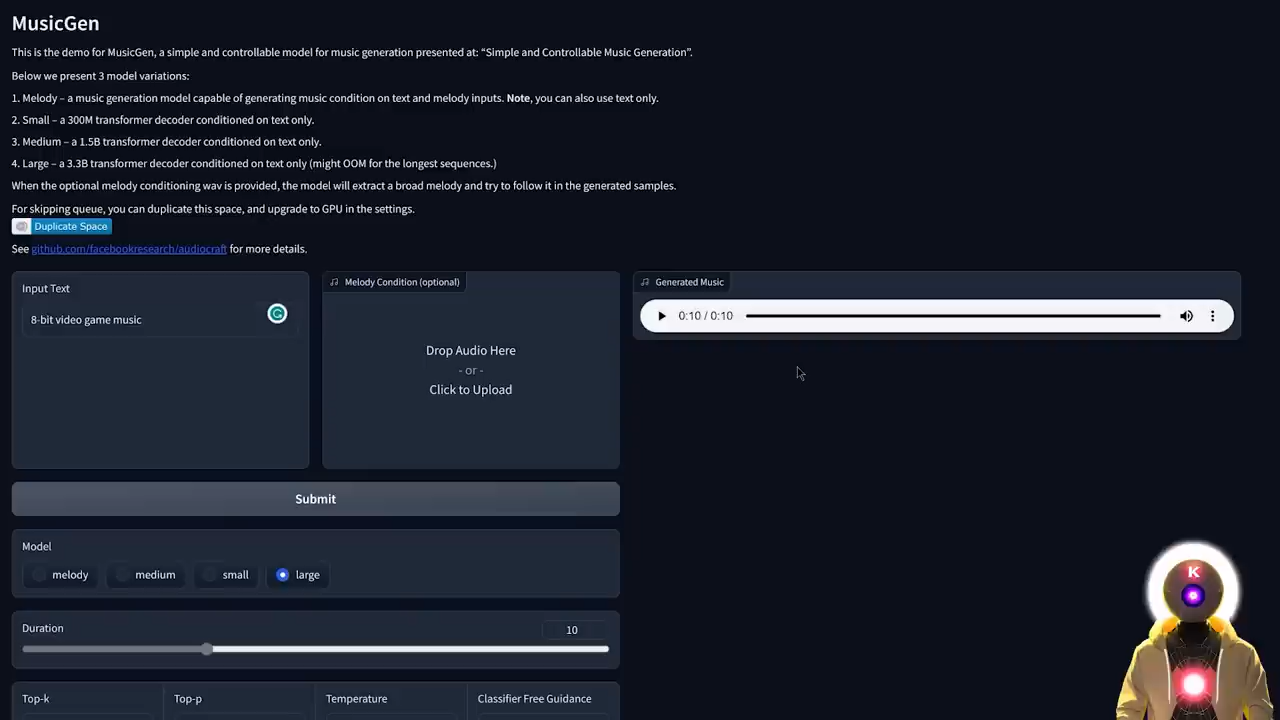 MusicGen
This is the demo for MusicGen, a simple and controllable model for music generation presented at: “Simple and Controllable Music Generation”.
Below we present 3 model variations:
1. Melody – a music generation model capable of generating music condition on text and melody inputs. Note, you can also use text only.
2. Small – a 300M transformer decoder conditioned on text only.
3. Medium – a 1.5B transformer decoder conditioned on text only.
4. Large – a 3.3B transformer decoder conditioned on text only (might OOM for the longest sequences.)
When the optional melody conditioning wav is provided, the model will extract a broad melody and try to follow it in the generated samples.
For skipping queue, you can duplicate this space, and upgrade to GPU in the settings.
Duplicate Space
See github.com/facebookresearch/audiocraft for more details.
Input Text
8-bit video game music
Melody Condition (optional)
Drop Audio Here
- or -
Click to Upload
Generated Music
0:10 / 0:10
Submit
Model
melody medium small large
Duration
10
Top-k Top-p Temperature Classifier Free Guidance
K